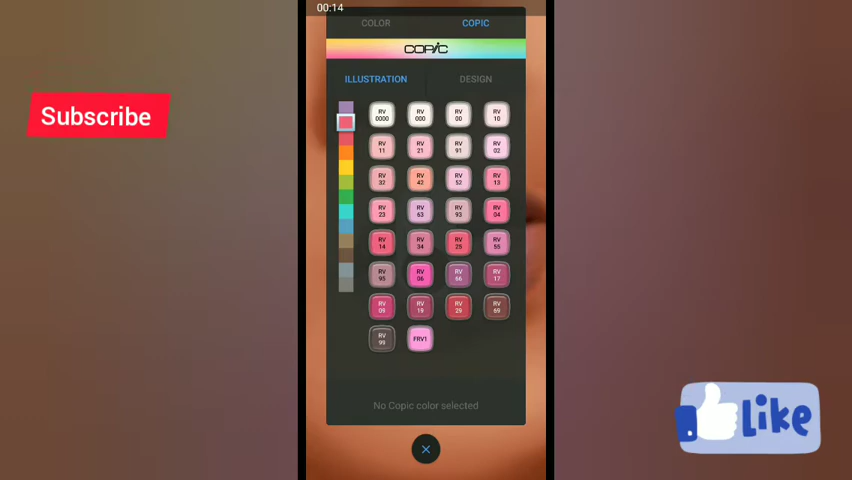 00:14
COLOR COPIC
COPIC
ILLUSTRATION DESIGN
RV 0000 RV 000 RV 00 RV 10
RV 11 RV 21 RV 91 RV 02
RV 32 RV 42 RV 52 RV 13
RV 23 RV 63 RV 93 RV 04
RV 14 RV 34 RV 25 RV 55
RV 95 RV 06 RV 66 RV 17
RV 09 RV 19 RV 29 RV 69
RV 99 FRV1
No Copic color selected
Subscribe
Like